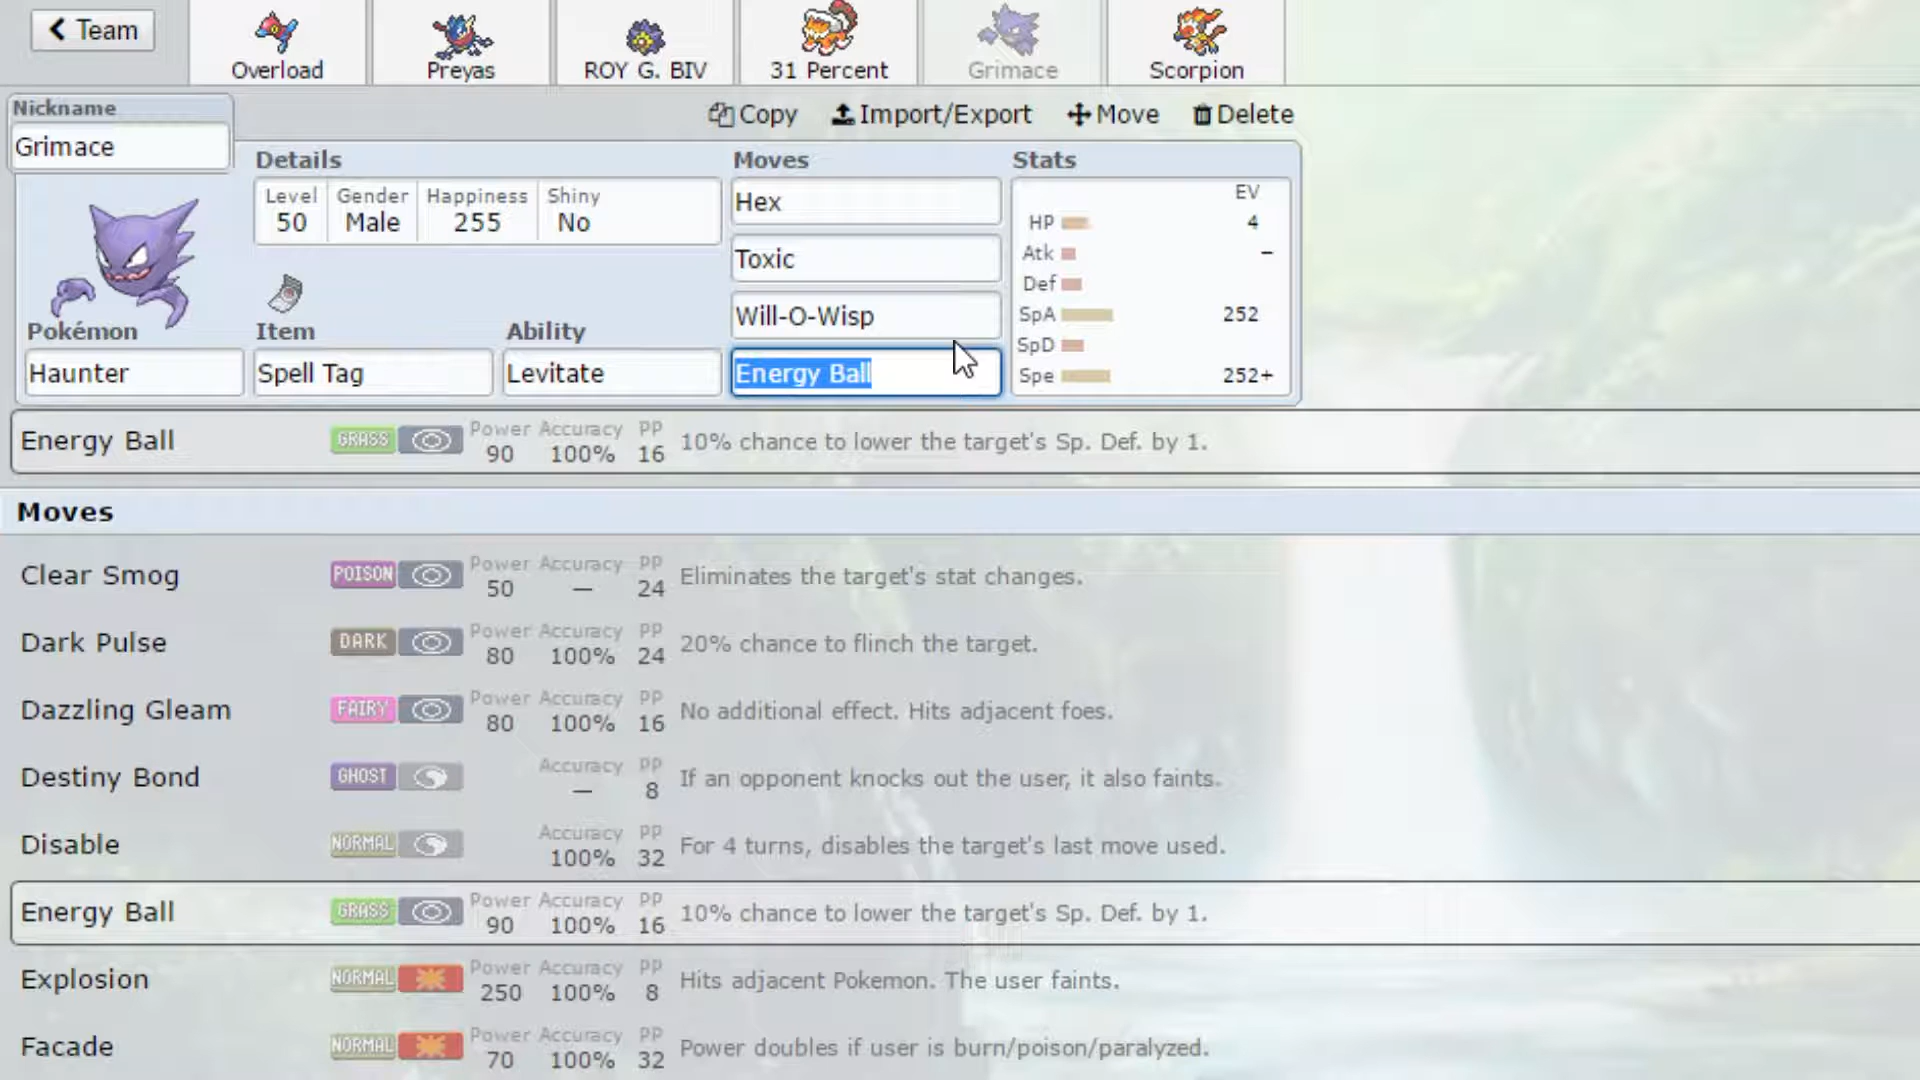 Team
Overload
Preyas
ROY G. BIV
31 Percent
Grimace
Scorpion
Nickname
Grimace
Copy Import/Export Move Delete
Details
Level Gender Happiness Shiny
50 Male 255 No
Pokémon Item Ability
Haunter Spell Tag Levitate
Moves
Hex
Toxic
Will-O-Wisp
Energy Ball
Stats
EV
HP 4
Atk –
Def
SpA 252
SpD
Spe 252+
Energy Ball GRASS Power 90 Accuracy 100% PP 16 10% chance to lower the target's Sp. Def. by 1.
Moves
Clear Smog POISON Power 50 Accuracy — PP 24 Eliminates the target's stat changes.
Dark Pulse DARK Power 80 Accuracy 100% PP 24 20% chance to flinch the target.
Dazzling Gleam FAIRY Power 80 Accuracy 100% PP 16 No additional effect. Hits adjacent foes.
Destiny Bond GHOST Accuracy — PP 8 If an opponent knocks out the user, it also faints.
Disable NORMAL Accuracy 100% PP 32 For 4 turns, disables the target's last move used.
Energy Ball GRASS Power 90 Accuracy 100% PP 16 10% chance to lower the target's Sp. Def. by 1.
Explosion NORMAL Power 250 Accuracy 100% PP 8 Hits adjacent Pokemon. The user faints.
Facade NORMAL Power 70 Accuracy 100% PP 32 Power doubles if user is burn/poison/paralyzed.